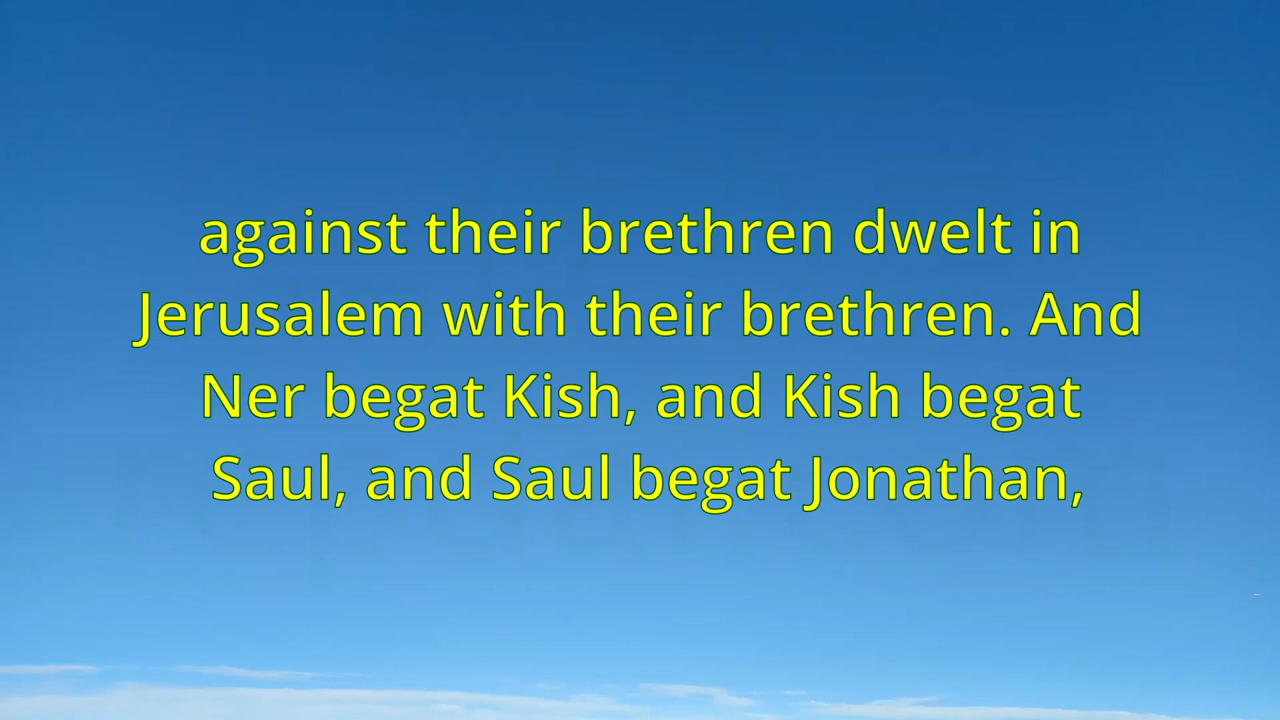 against their brethren dwelt in
Jerusalem with their brethren. And
Ner begat Kish, and Kish begat
Saul, and Saul begat Jonathan,